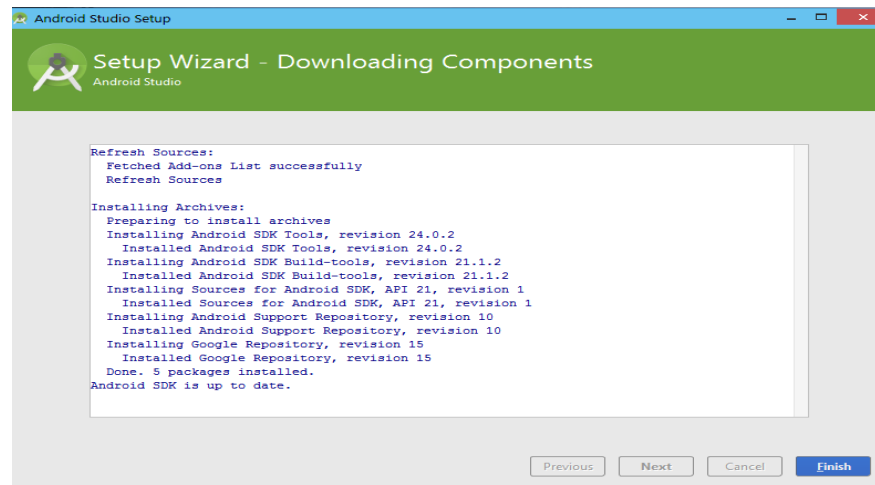 Android Studio Setup
Setup Wizard - Downloading Components
Android Studio
Refresh Sources:
Fetched Add-ons List successfully
Refresh Sources
Installing Archives:
Preparing to install archives
Installing Android SDK Tools, revision 24.0.2
Installed Android SDK Tools, revision 24.0.2
Installing Android SDK Build-tools, revision 21.1.2
Installed Android SDK Build-tools, revision 21.1.2
Installing Sources for Android SDK, API 21, revision 1
Installed Sources for Android SDK, API 21, revision 1
Installing Android Support Repository, revision 10
Installed Android Support Repository, revision 10
Installing Google Repository, revision 15
Installed Google Repository, revision 15
Done. 5 packages installed.
Android SDK is up to date.
Previous Next Cancel Finish